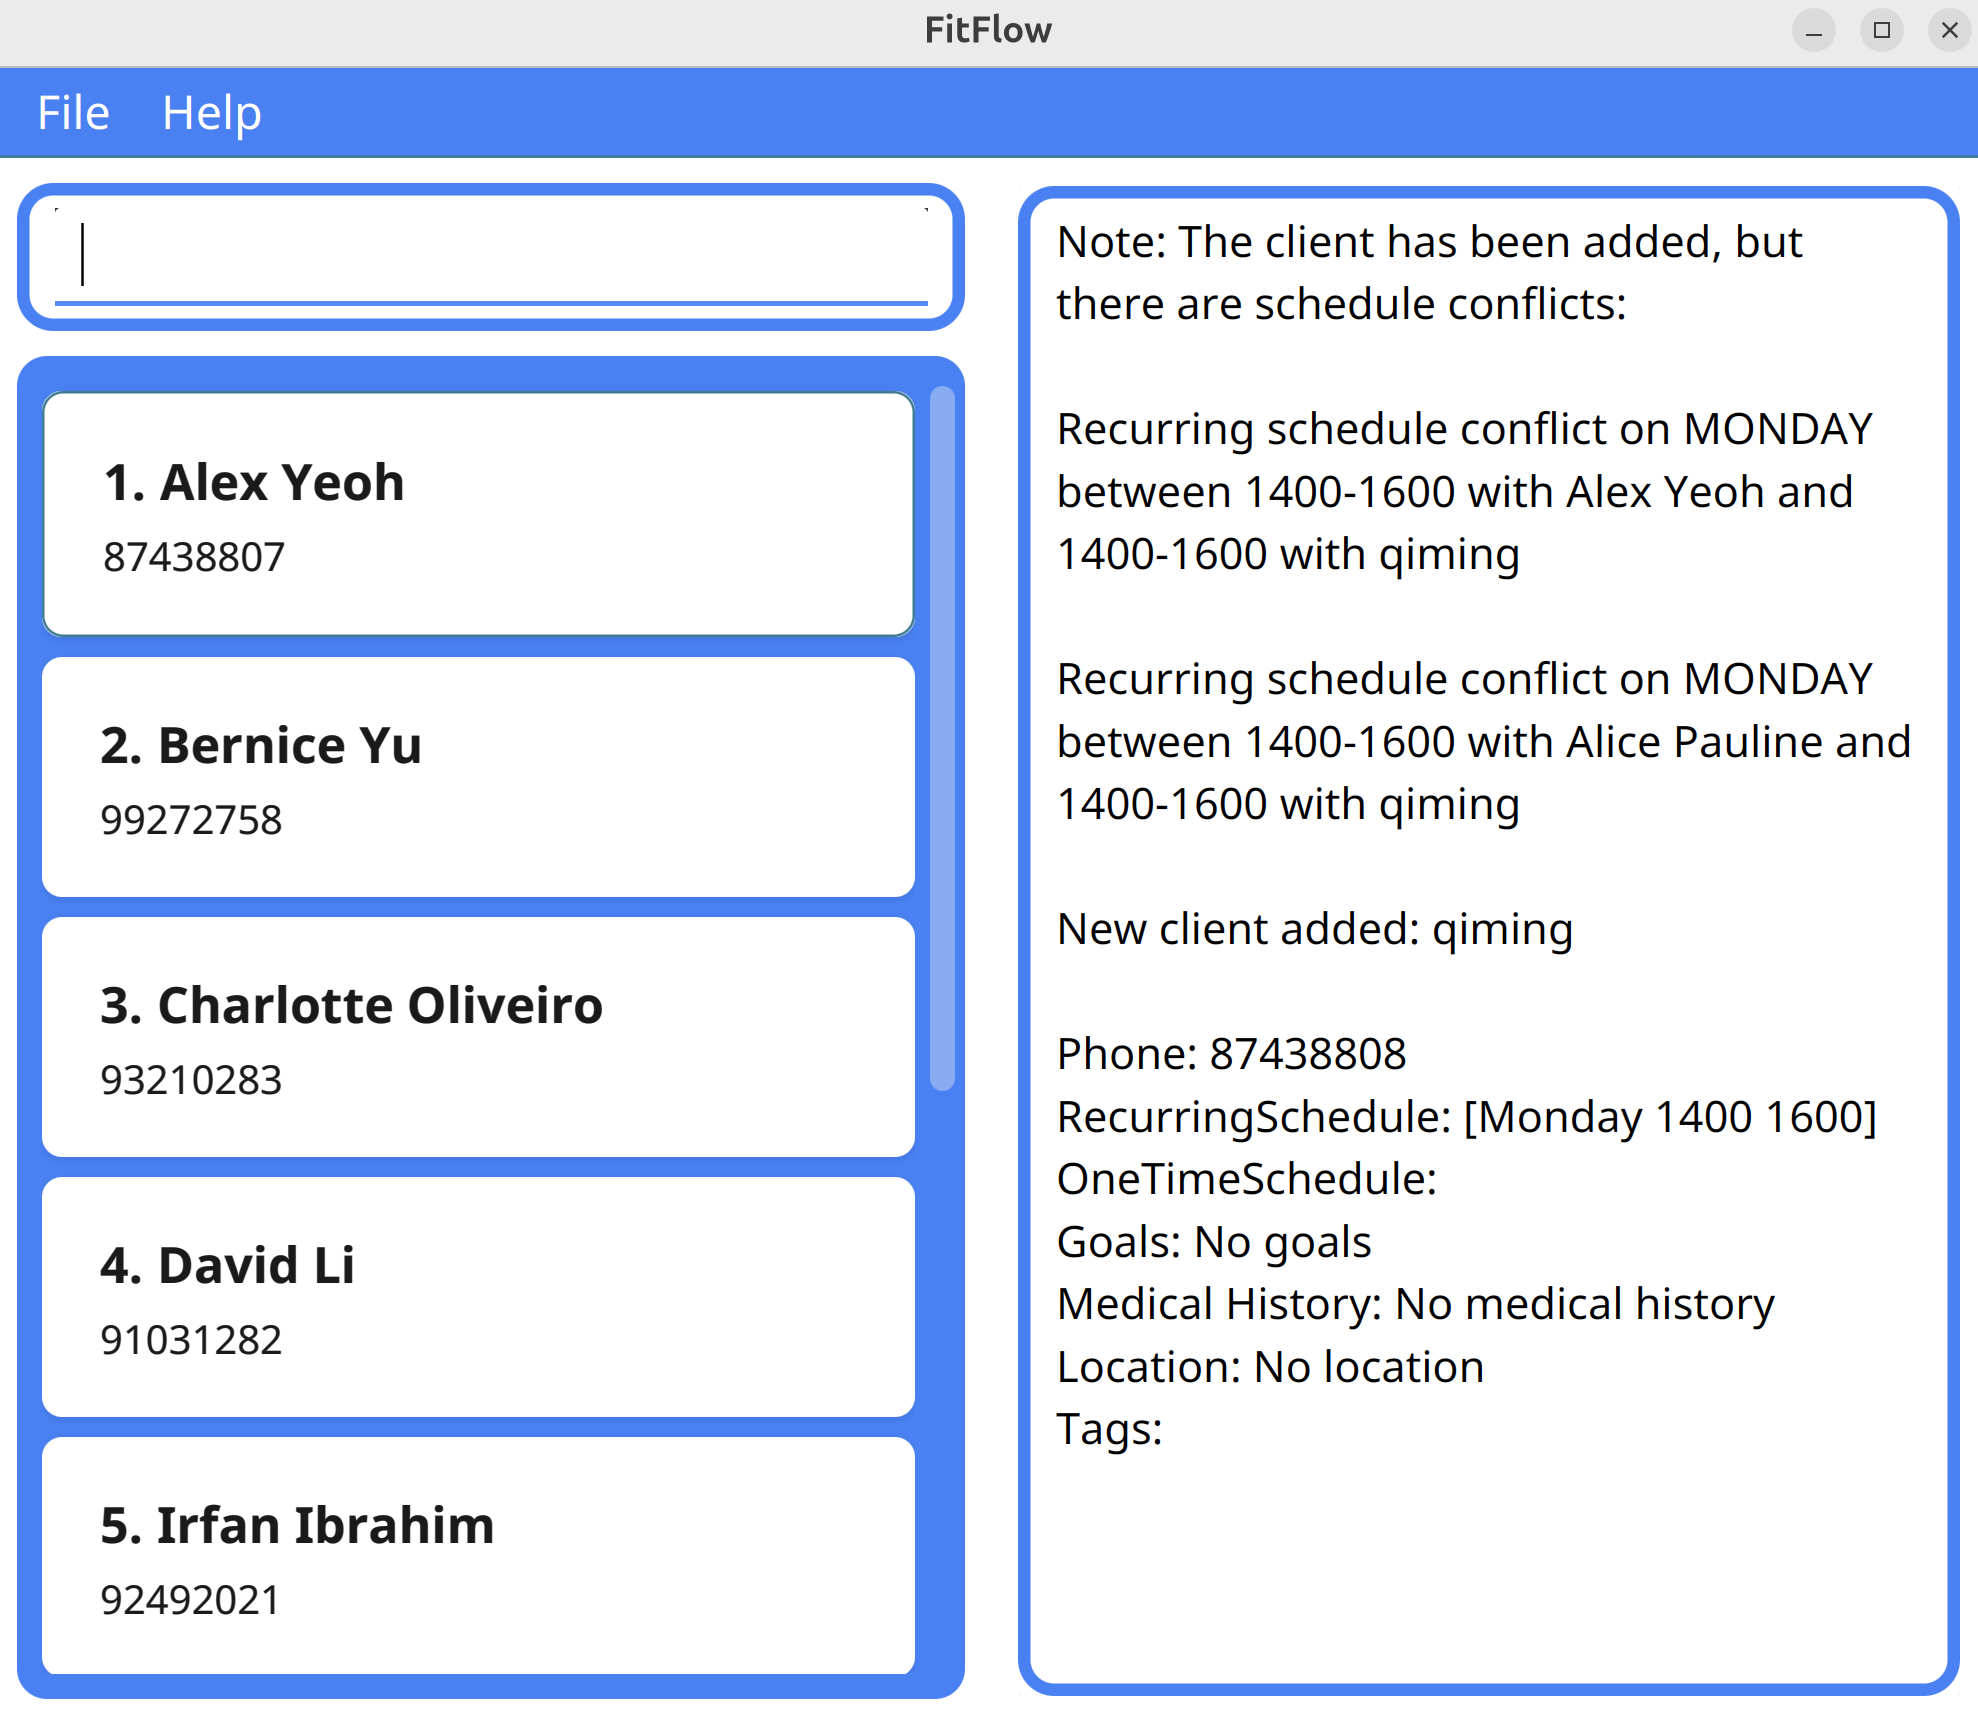 FitFlow
File Help
1. Alex Yeoh
87438807
2. Bernice Yu
99272758
3. Charlotte Oliveiro
93210283
4. David Li
91031282
5. Irfan Ibrahim
92492021
Note: The client has been added, but
there are schedule conflicts:
Recurring schedule conflict on MONDAY
between 1400-1600 with Alex Yeoh and
1400-1600 with qiming
Recurring schedule conflict on MONDAY
between 1400-1600 with Alice Pauline and
1400-1600 with qiming
New client added: qiming
Phone: 87438808
RecurringSchedule: [Monday 1400 1600]
OneTimeSchedule:
Goals: No goals
Medical History: No medical history
Location: No location
Tags: